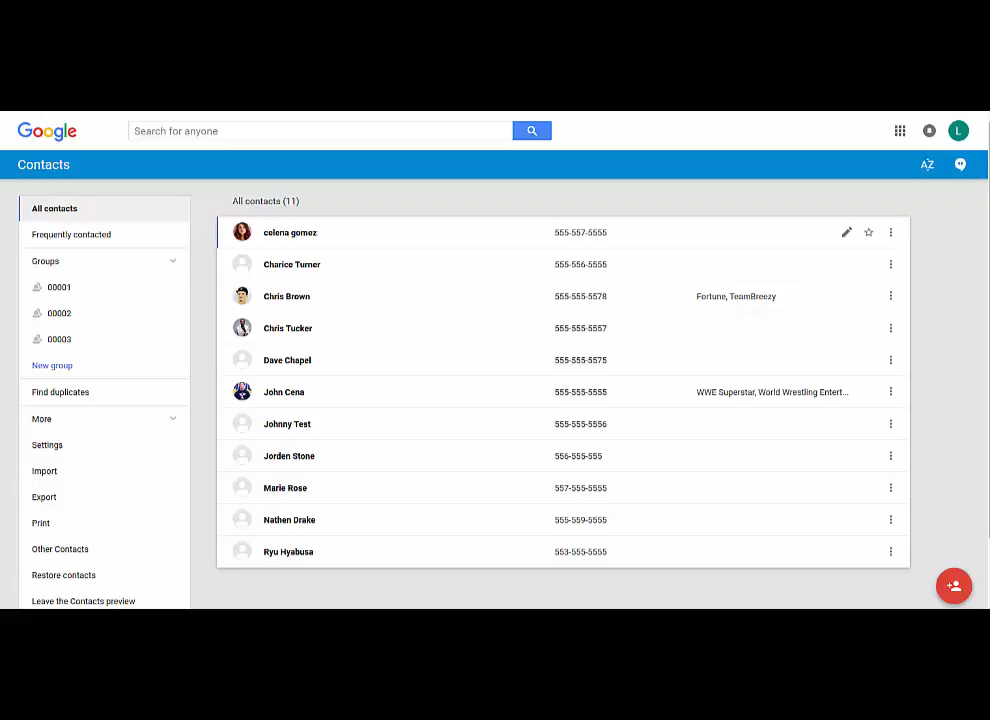 Google
Search for anyone
L
Contacts
AZ
All contacts
Frequently contacted
Groups
00001
00002
00003
New group
Find duplicates
More
Settings
Import
Export
Print
Other Contacts
Restore contacts
Leave the Contacts preview
All contacts (11)
celena gomez 555-557-5555
Charice Turner 555-556-5555
Chris Brown 555-555-5578 Fortune, TeamBreezy
Chris Tucker 555-555-5557
Dave Chapel 555-555-5575
John Cena 555-555-5555 WWE Superstar, World Wrestling Entert...
Johnny Test 555-555-5556
Jorden Stone 556-555-555
Marie Rose 557-555-5555
Nathen Drake 555-559-5555
Ryu Hyabusa 553-555-5555